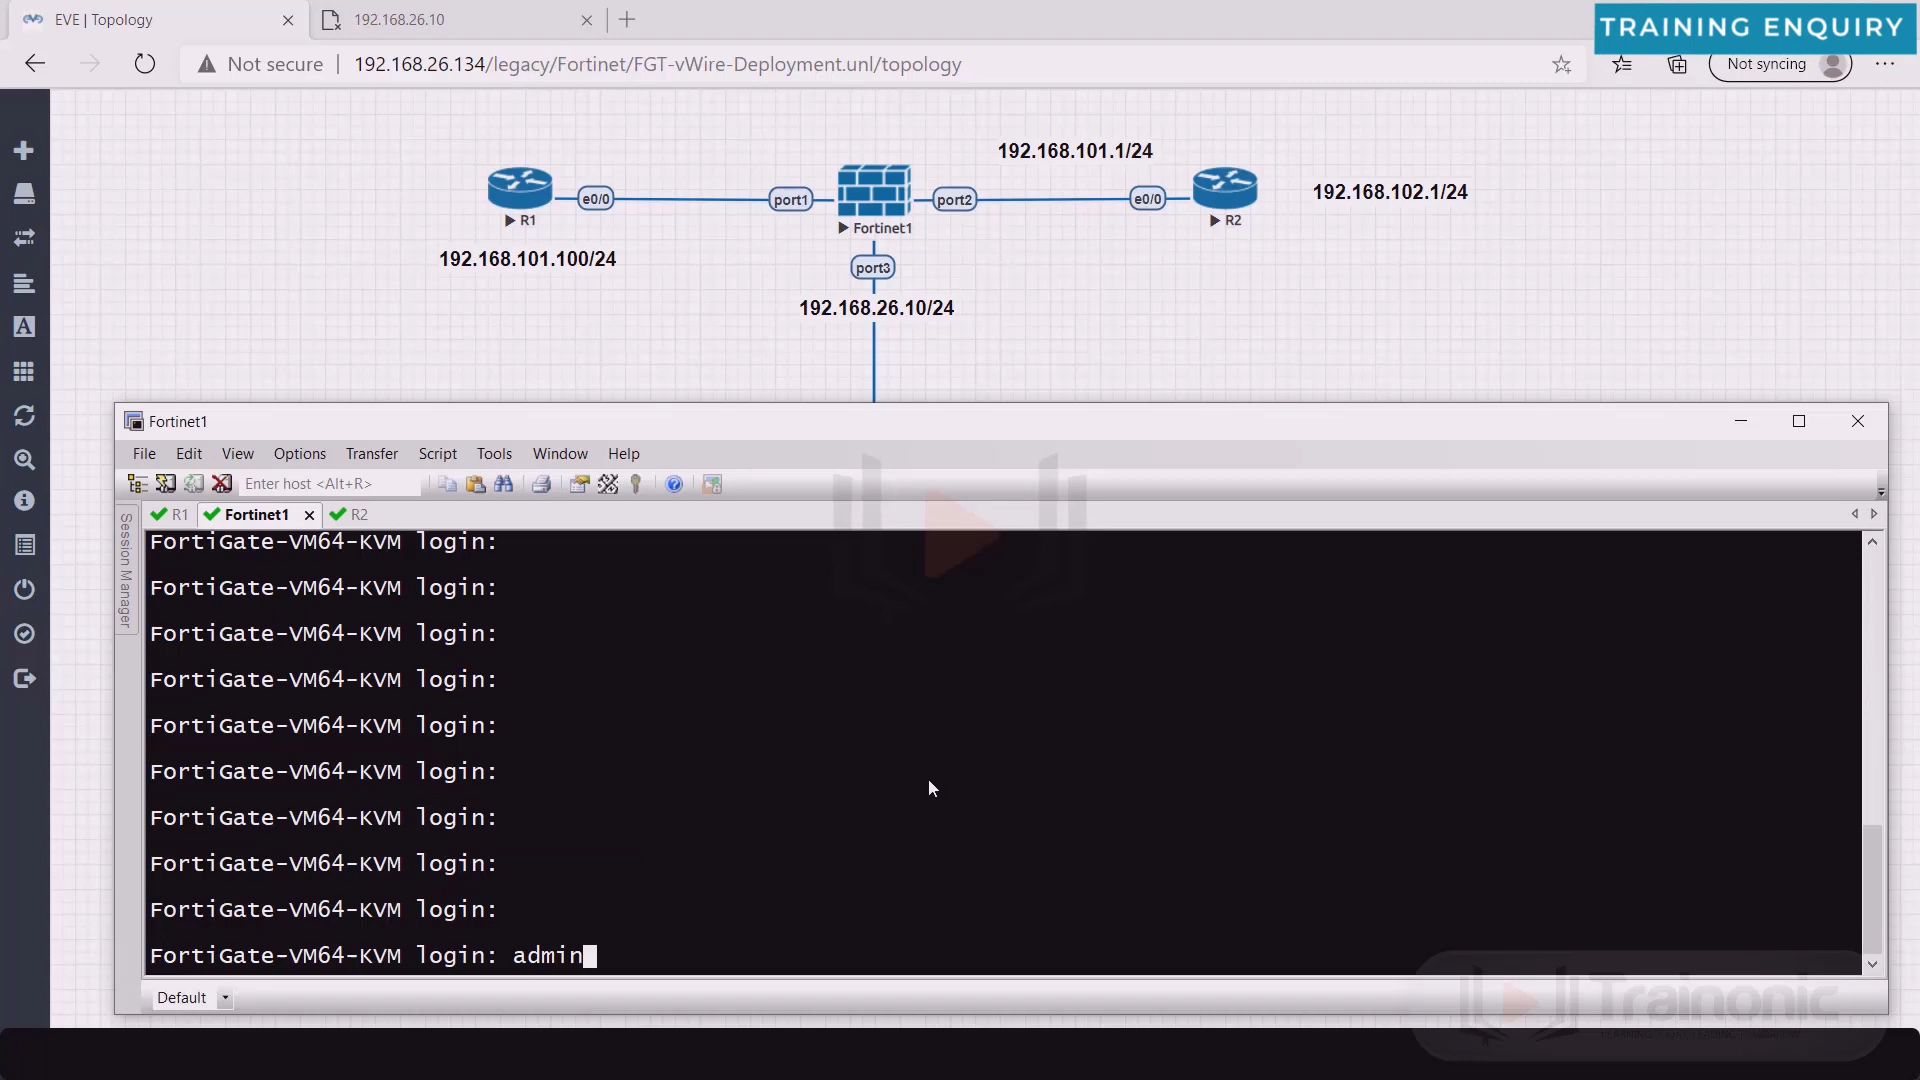 EVE | Topology
192.168.26.10
TRAINING ENQUIRY
Not secure
192.168.26.134/legacy/Fortinet/FGT-vWire-Deployment.unl/topology
Not syncing
192.168.101.1/24
192.168.102.1/24
e0/0
port1
port2
e0/0
R1
Fortinet1
R2
192.168.101.100/24
port3
192.168.26.10/24
Fortinet1
File Edit View Options Transfer Script Tools Window Help
Enter host <Alt+R>
R1
Fortinet1
R2
Session Manager
FortiGate-VM64-KVM login:
FortiGate-VM64-KVM login:
FortiGate-VM64-KVM login:
FortiGate-VM64-KVM login:
FortiGate-VM64-KVM login:
FortiGate-VM64-KVM login:
FortiGate-VM64-KVM login:
FortiGate-VM64-KVM login:
FortiGate-VM64-KVM login:
FortiGate-VM64-KVM login: admin
Default
Trainonic